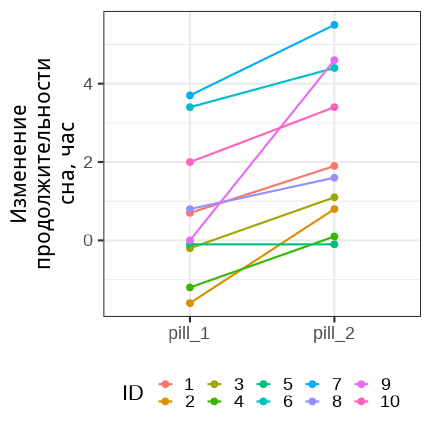 Изменение
продолжительности
сна, час
4
2
0
pill_1 pill_2
ID 1 3 5 7 9
2 4 6 8 10